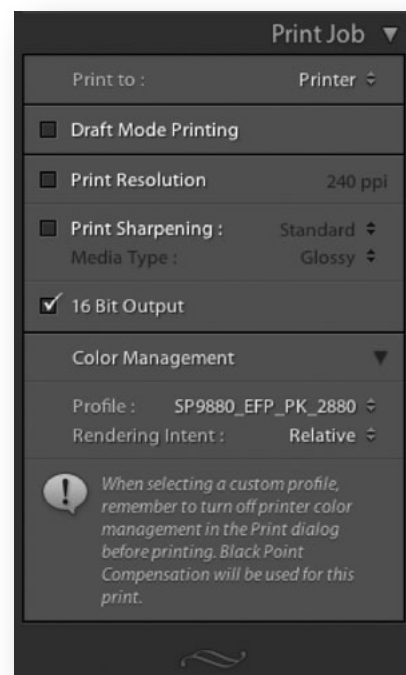 Print Job
Print to : Printer
Draft Mode Printing
Print Resolution 240 ppi
Print Sharpening : Standard
Media Type : Glossy
16 Bit Output
Color Management
Profile : SP9880_EFP_PK_2880
Rendering Intent : Relative
When selecting a custom profile,
remember to turn off printer color
management in the Print dialog
before printing. Black Point
Compensation will be used for this
print.